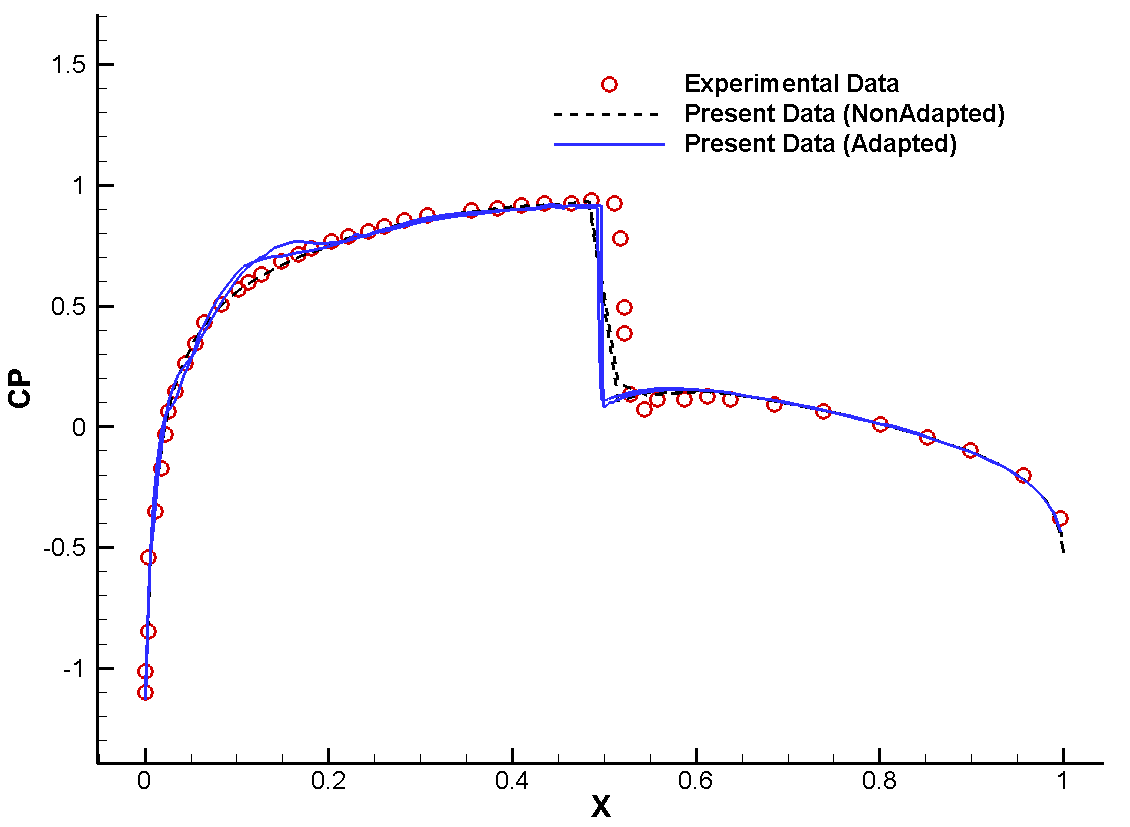 1.5
Experimental Data
Present Data (NonAdapted)
Present Data (Adapted)
1
0.5
CP
0
-0.5
-1
0 0.2 0.4 0.6 0.8 1
X